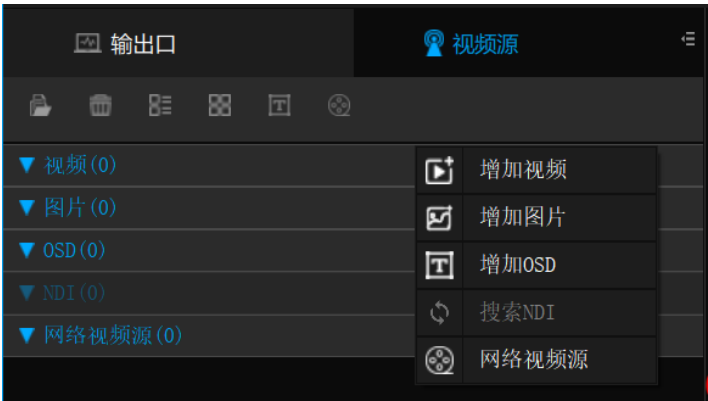 输出口
视频源
视频(0)
图片(0)
OSD(0)
NDI(0)
网络视频源(0)
增加视频
增加图片
增加OSD
搜索NDI
网络视频源